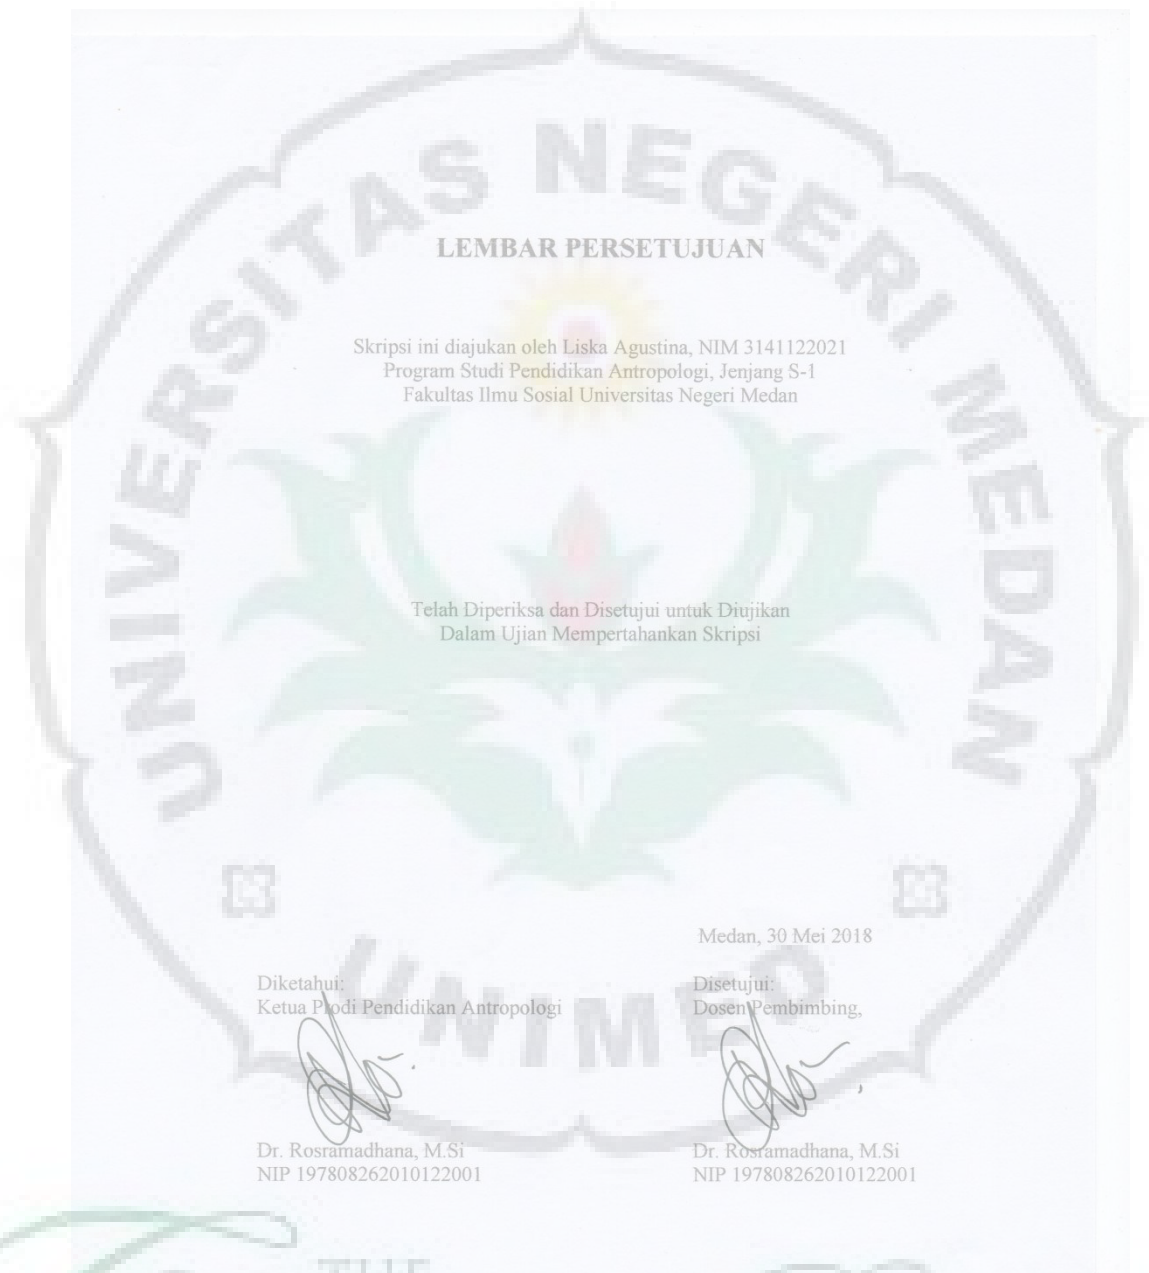 UNIVERSITAS NEGERI MEDAN
LEMBAR PERSETUJUAN
Skripsi ini diajukan oleh Liska Agustina, NIM 3141122021
Program Studi Pendidikan Antropologi, Jenjang S-1
Fakultas Ilmu Sosial Universitas Negeri Medan
Telah Diperiksa dan Disetujui untuk Diujikan
Dalam Ujian Mempertahankan Skripsi
Medan, 30 Mei 2018
Diketahui:
Ketua Prodi Pendidikan Antropologi
Disetujui:
Dosen Pembimbing,
UNIMED
Dr. Rosramadhana, M.Si
NIP 197808262010122001
Dr. Rosramadhana, M.Si
NIP 197808262010122001
THE